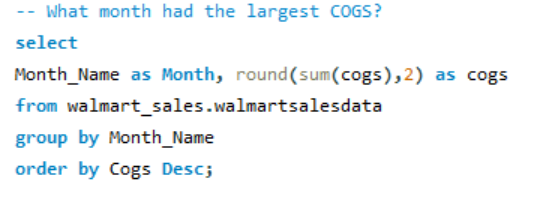 -- What month had the largest COGS?
select
Month_Name as Month, round(sum(cogs),2) as cogs
from walmart_sales.walmartsalesdata
group by Month_Name
order by Cogs Desc;